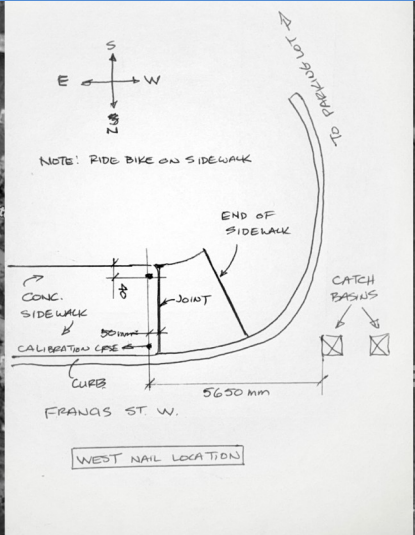 S
E W
N
TO PARKING LOT
NOTE: RIDE BIKE ON SIDEWALK
END OF
SIDEWALK
CONC.
SIDEWALK
40
JOINT
CATCH
BASINS
50mm
CALIBRATION CRSE
CURB
5650 mm
FRANCIS ST. W.
WEST NAIL LOCATION